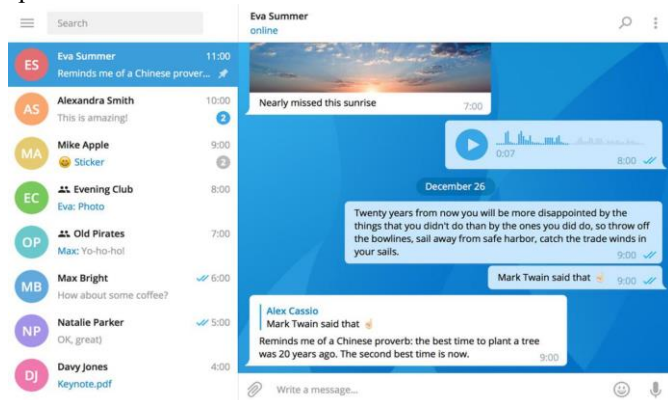 Search
ES
Eva Summer 11:00
Reminds me of a Chinese prover...
AS
Alexandra Smith 10:00
This is amazing! 2
MA
Mike Apple 9:00
😄 Sticker 2
EC
Evening Club 8:00
Eva: Photo
OP
Old Pirates 7:00
Max: Yo-ho-ho!
MB
Max Bright 6:00
How about some coffee?
NP
Natalie Parker 5:00
OK, great)
DJ
Davy Jones 4:00
Keynote.pdf
Eva Summer
online
Nearly missed this sunrise 7:00
0:07 8:00
December 26
Twenty years from now you will be more disappointed by the
things that you didn't do than by the ones you did do, so throw off
the bowlines, sail away from safe harbor, catch the trade winds in
your sails. 9:00
Mark Twain said that ☝🏻 9:00
Alex Cassio
Mark Twain said that ☝🏻
Reminds me of a Chinese proverb: the best time to plant a tree
was 20 years ago. The second best time is now. 9:00
Write a message...